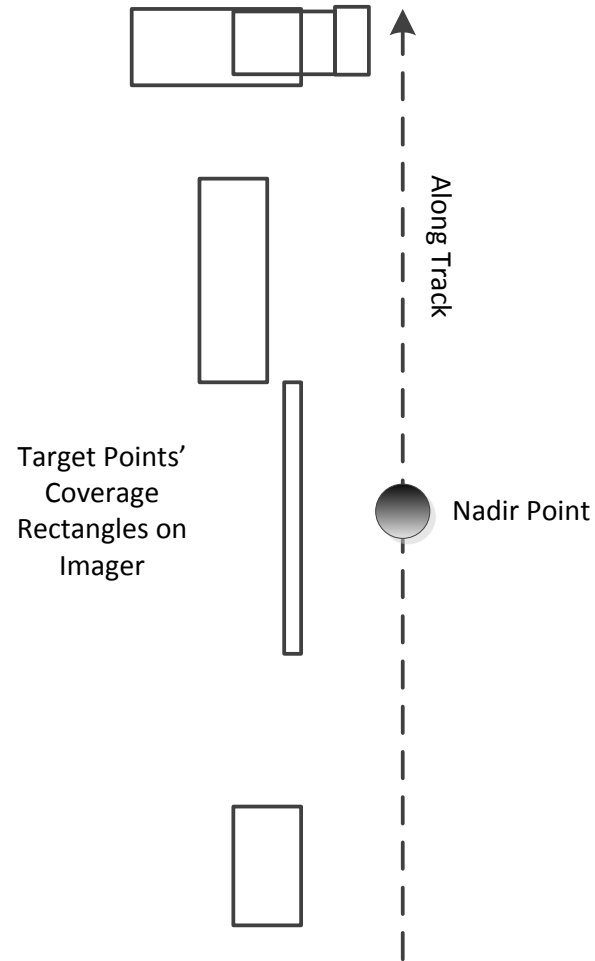 Along Track
Target Points’
Coverage
Rectangles on
Imager
Nadir Point